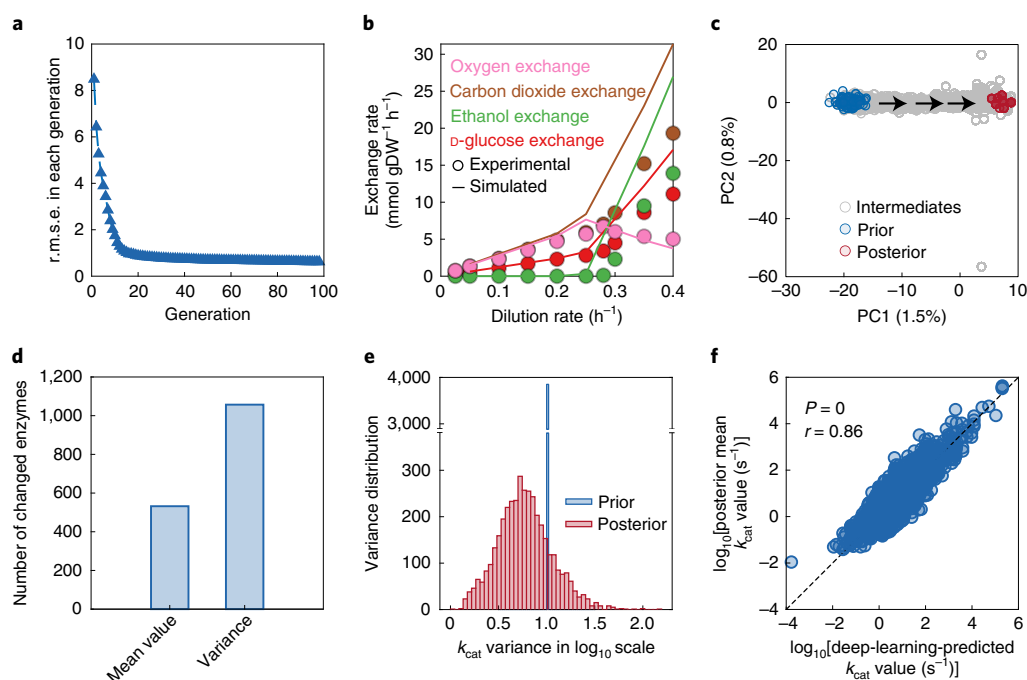 a
r.m.s.e. in each generation
10
8
6
4
2
0
0 20 40 60 80 100
Generation
b
Exchange rate
(mmol gDW⁻¹ h⁻¹)
30
25
20
15
10
5
0
Oxygen exchange
Carbon dioxide exchange
Ethanol exchange
D-glucose exchange
Experimental
Simulated
0 0.1 0.2 0.3 0.4
Dilution rate (h⁻¹)
c
PC2 (0.8%)
20
0
−20
−40
−60
Intermediates
Prior
Posterior
−30 −20 −10 0 10
PC1 (1.5%)
d
Number of changed enzymes
1,200
1,000
800
600
400
200
0
Mean value
Variance
e
Variance distribution
4,000
3,000
300
200
100
0
Prior
Posterior
0 0.5 1.0 1.5 2.0
k_cat variance in log₁₀ scale
f
log₁₀[posterior mean
k_cat value (s⁻¹)]
6
4
2
0
−2
−4
P = 0
r = 0.86
−4 −2 0 2 4 6
log₁₀[deep-learning-predicted
k_cat value (s⁻¹)]